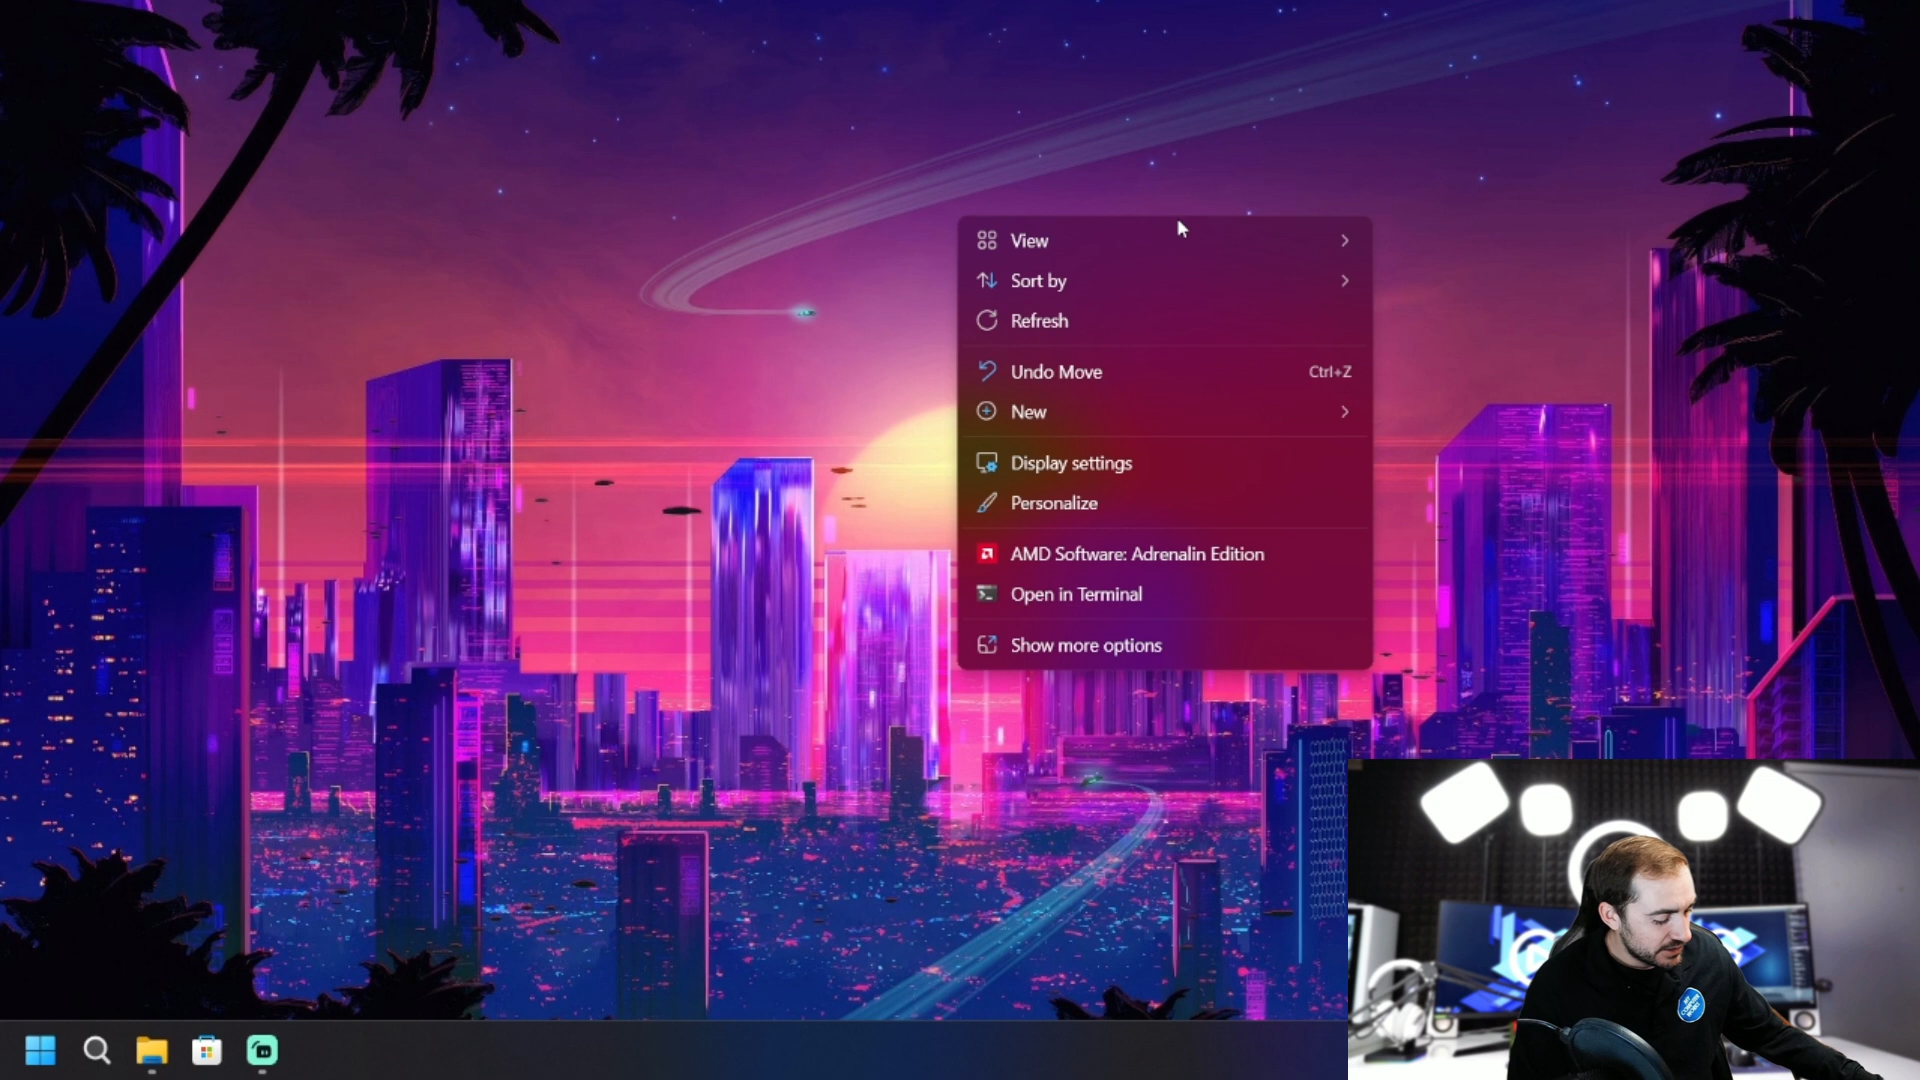 View
Sort by
Refresh
Undo Move Ctrl+Z
New
Display settings
Personalize
AMD Software: Adrenalin Edition
Open in Terminal
Show more options